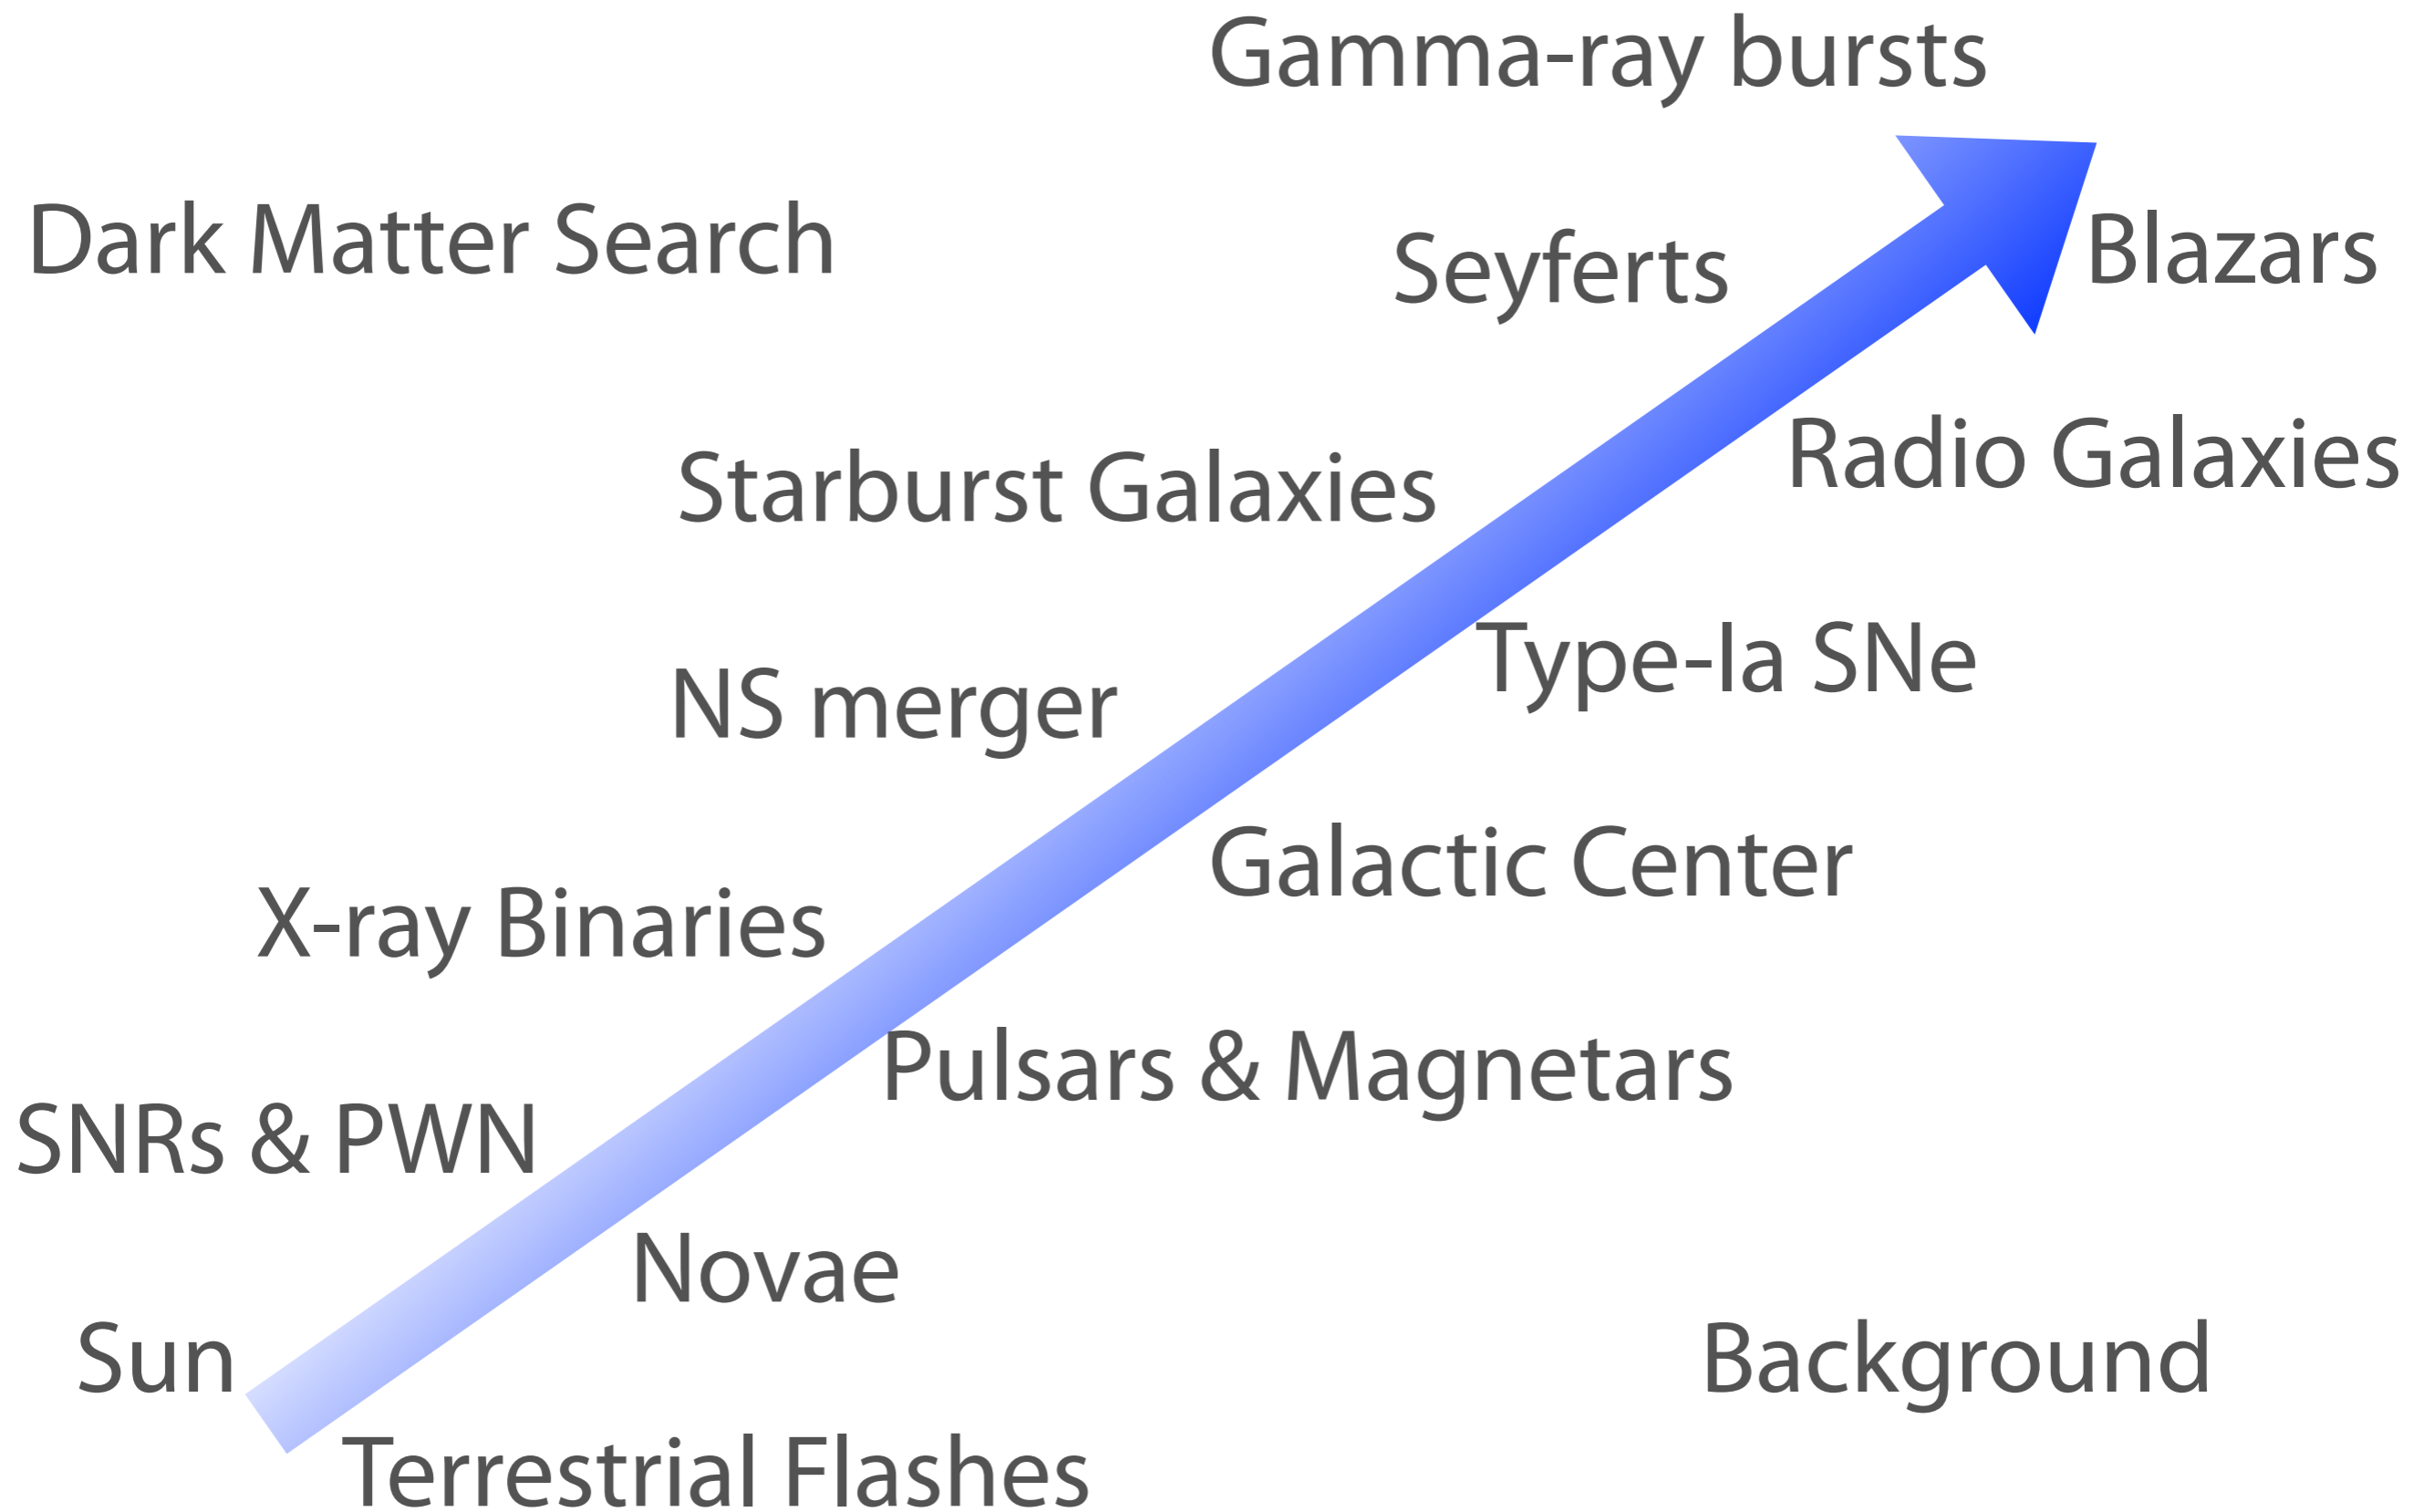 Gamma-ray bursts
Dark Matter Search
Seyferts
Blazars
Starburst Galaxies
Radio Galaxies
NS merger
Type-Ia SNe
X-ray Binaries
Galactic Center
SNRs & PWN
Pulsars & Magnetars
Novae
Sun
Background
Terrestrial Flashes